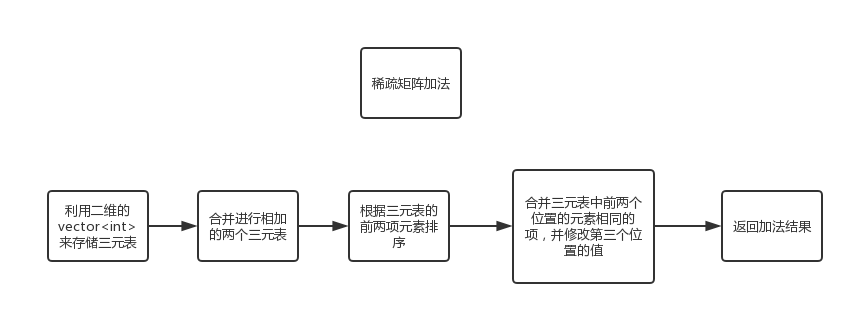 稀疏矩阵加法
利用二维的
vector<int>
来存储三元表
合并进行相加
的两个三元表
根据三元表的
前两项元素排
序
合并三元表中前两个
位置的元素相同的
项，并修改第三个位
置的值
返回加法结果